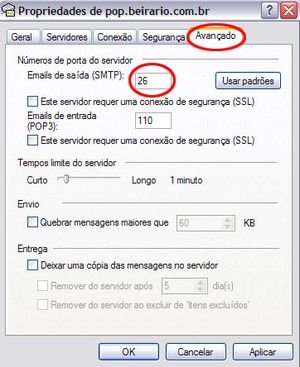 Propriedades de pop.beirario.com.br
Geral Servidores Conexão Segurança Avançado
Números de porta do servidor
Emails de saída (SMTP): 26 Usar padrões
Este servidor requer uma conexão de segurança (SSL)
Emails de entrada
(POP3): 110
Este servidor requer uma conexão de segurança (SSL)
Tempos limite do servidor
Curto Longo 1 minuto
Envio
Quebrar mensagens maiores que 60 KB
Entrega
Deixar uma cópia das mensagens no servidor
Remover do servidor após 5 dia(s)
Remover do servidor ao excluir de 'Itens excluídos'
OK Cancelar Aplicar